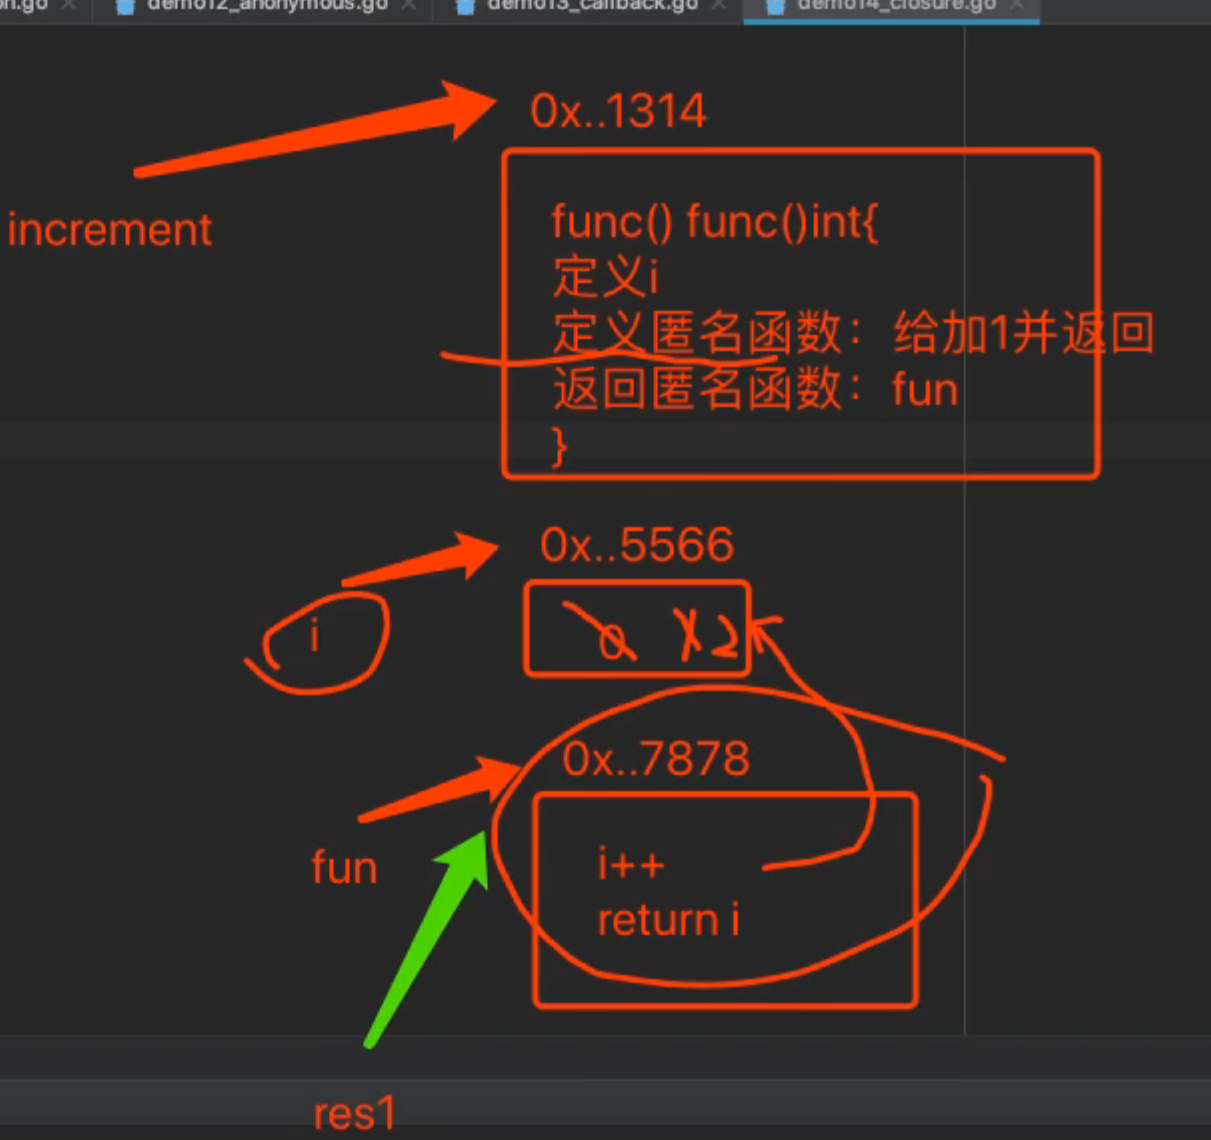 on.go demo12_anonymous.go demo13_callback.go demo14_closure.go
0x..1314
increment
func() func()int{
定义i
定义匿名函数：给加1并返回
返回匿名函数：fun
}
0x..5566
i
0 1 2
0x..7878
fun
i++
return i
res1